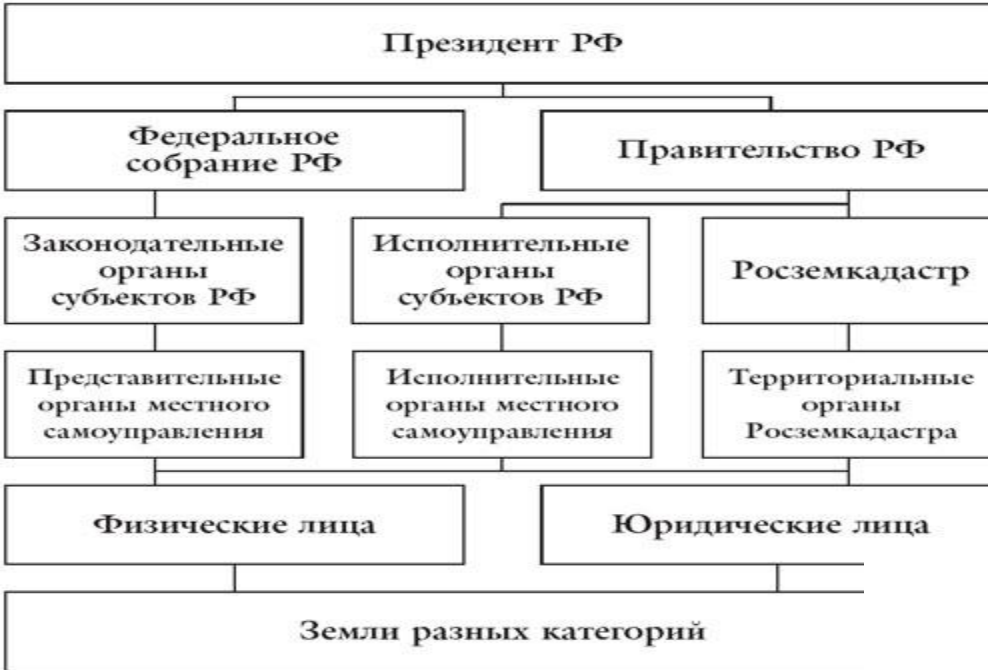 Президент РФ
Федеральное
собрание РФ
Правительство РФ
Законодательные
органы
субъектов РФ
Исполнительные
органы
субъектов РФ
Росземкадастр
Представительные
органы местного
самоуправления
Исполнительные
органы местного
самоуправления
Территориальные
органы
Росземкадастра
Физические лица
Юридические лица
Земли разных категорий